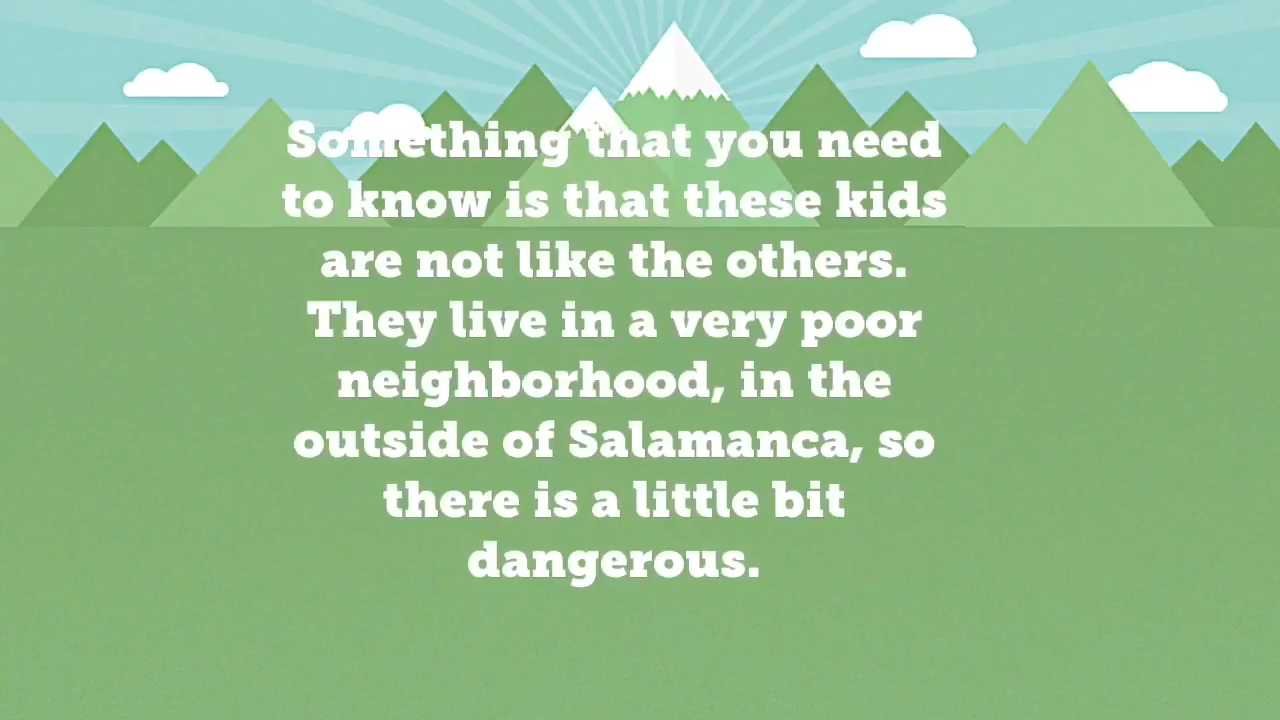 Something that you need
to know is that these kids
are not like the others.
They live in a very poor
neighborhood, in the
outside of Salamanca, so
there is a little bit
dangerous.